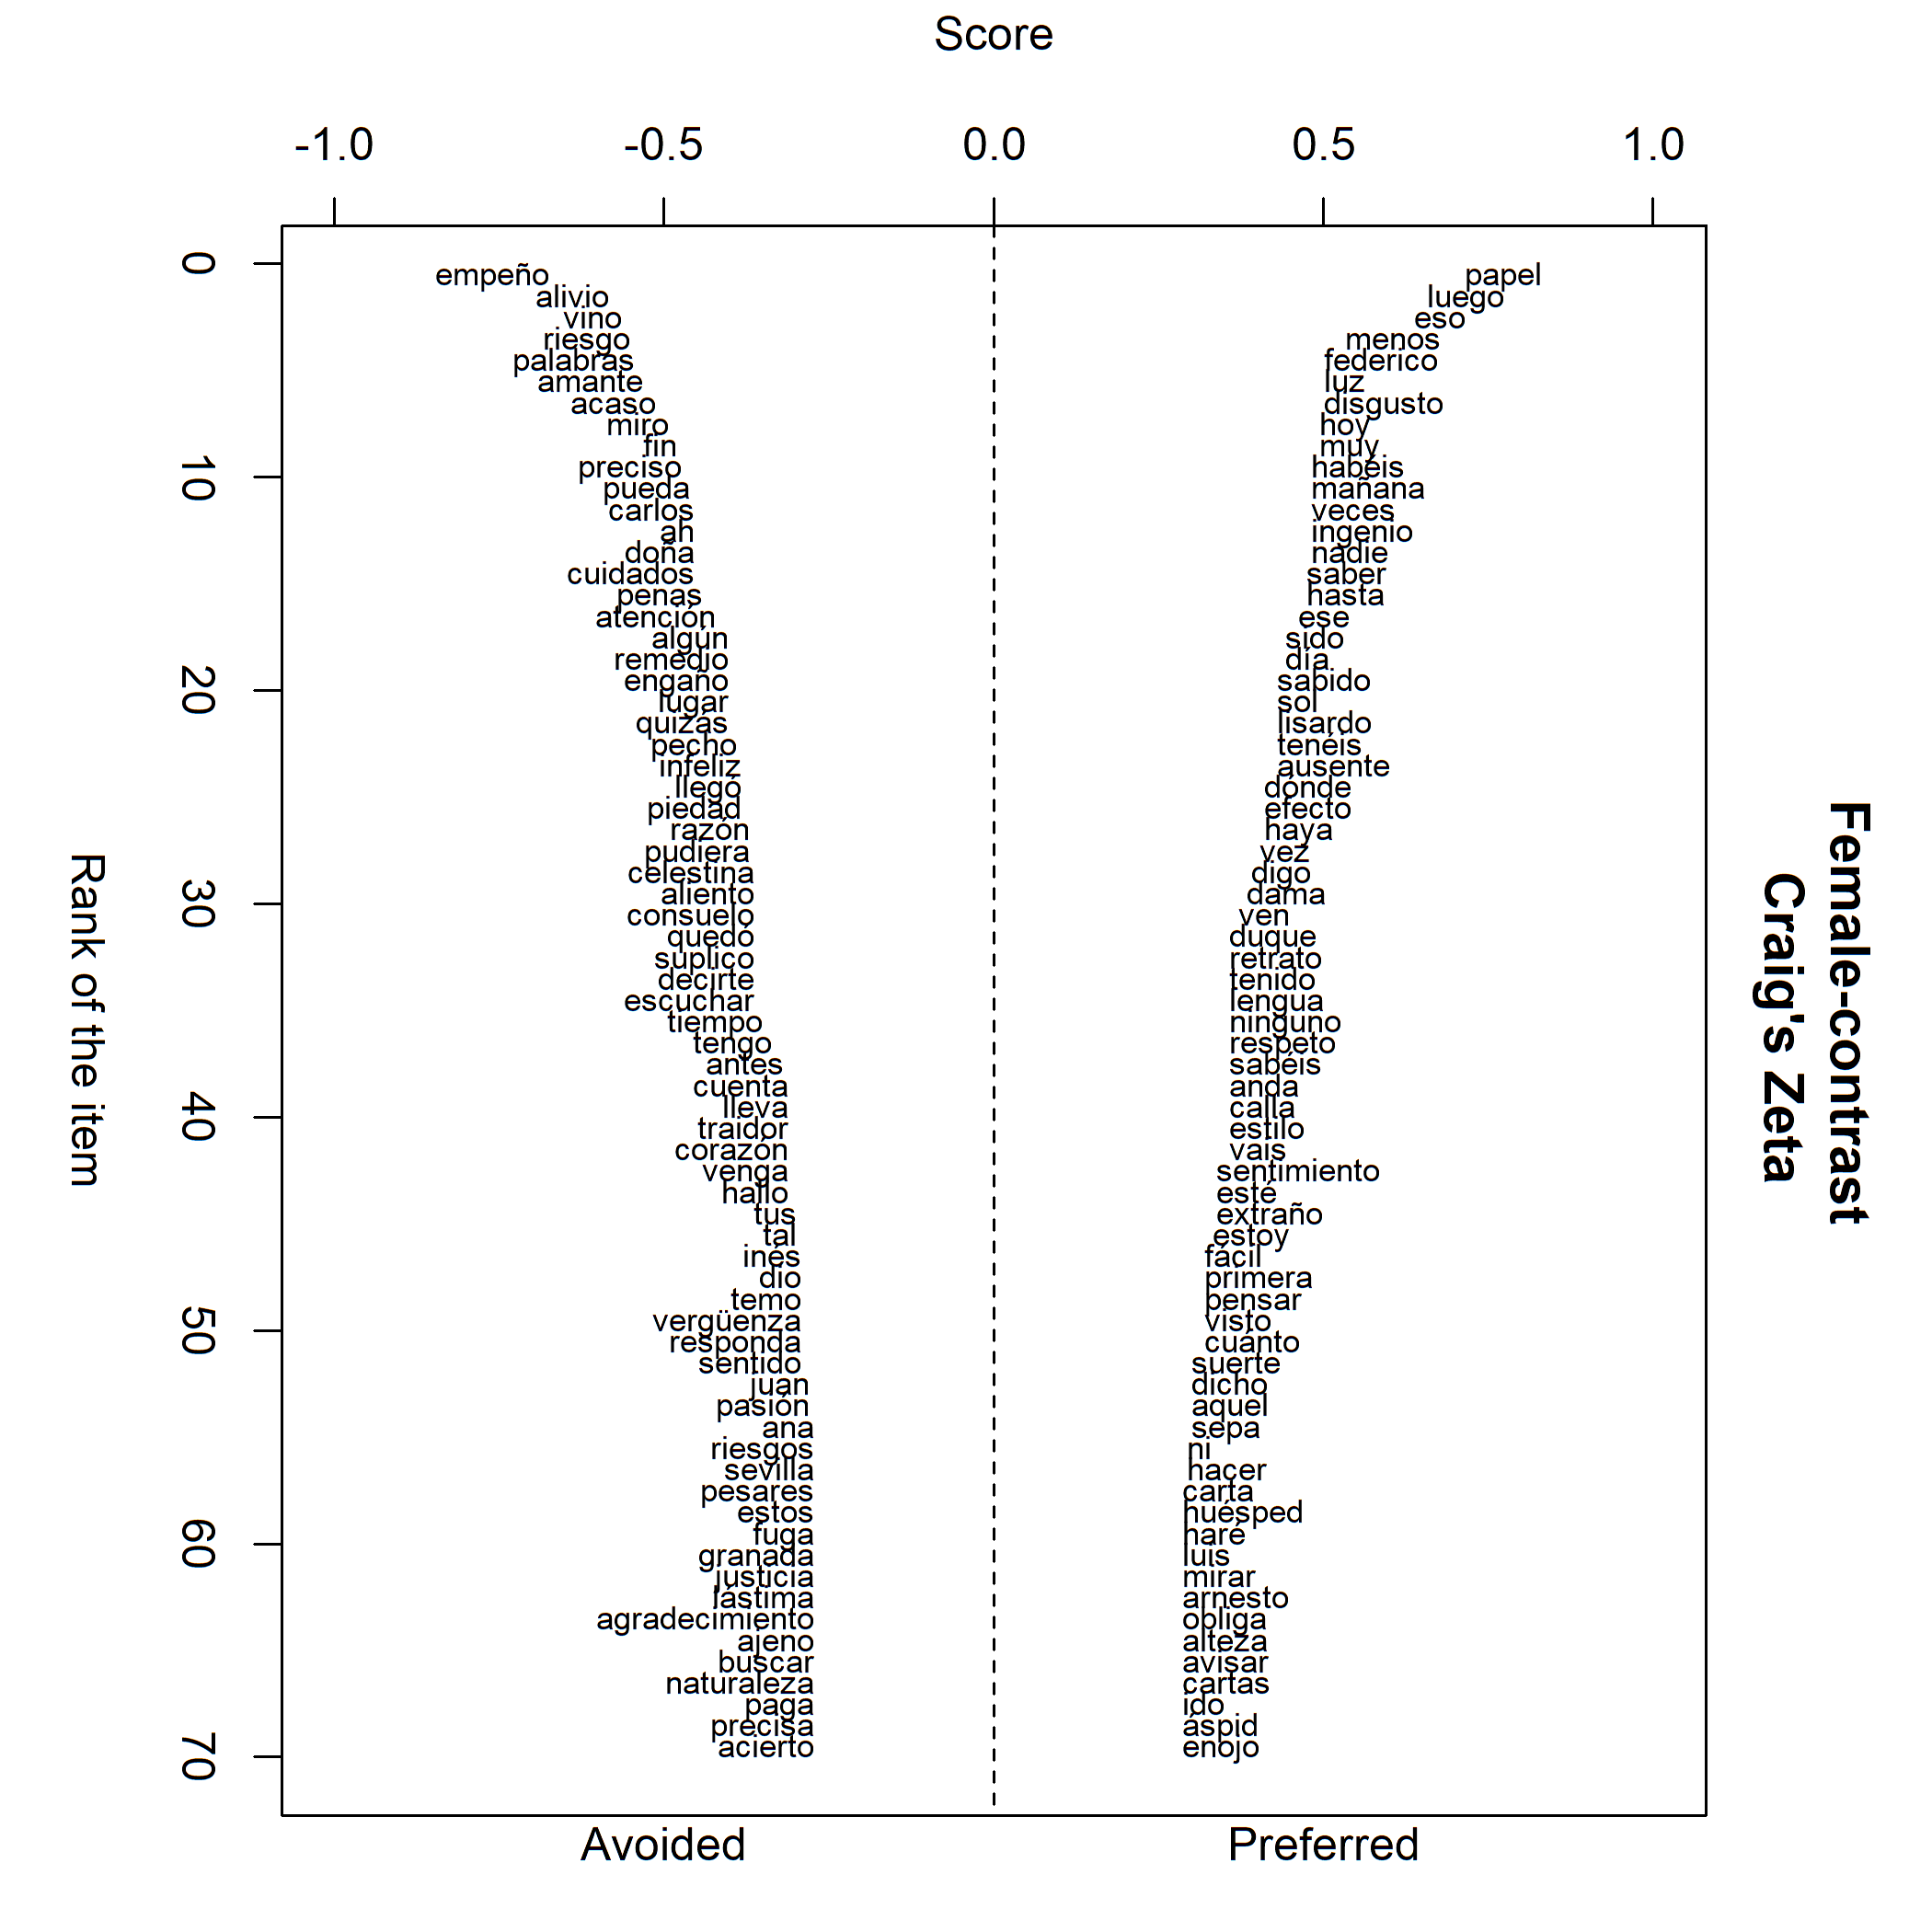 Score
-1.0 -0.5 0.0 0.5 1.0
Female-contrast
Craig's Zeta
Rank of the item
0
10
20
30
40
50
60
70
empeño papel
alivio luego
vino eso
riesgo menos
palabras federico
amante luz
acaso disgusto
miro hoy
fin muy
preciso habéis
pueda mañana
carlos veces
ah ingenio
doña nadie
cuidados saber
penas hasta
atención ese
algún sido
remedio día
engaño sabido
lugar sol
quizás lisardo
pecho tenéis
infeliz ausente
llegó dónde
piedad efecto
razón haya
pudiera vez
celestina digo
aliento dama
consuelo ven
quedó duque
suplico retrato
decirte tenido
escuchar lengua
tiempo ninguno
tengo respeto
antes sabéis
cuenta anda
lleva calla
traidor estilo
corazón vais
venga sentimiento
hallo esté
tus extraño
tal estoy
inés fácil
dio primera
temo pensar
vergüenza visto
responda cuánto
sentido suerte
juan dicho
pasión aquel
ana sepa
riesgos ni
sevilla hacer
pesares carta
estos huésped
fuga haré
granada luis
justicia mirar
lástima arnesto
agradecimiento obliga
ajeno alteza
buscar avisar
naturaleza cartas
paga ido
precisa áspid
acierto enojo
Avoided Preferred